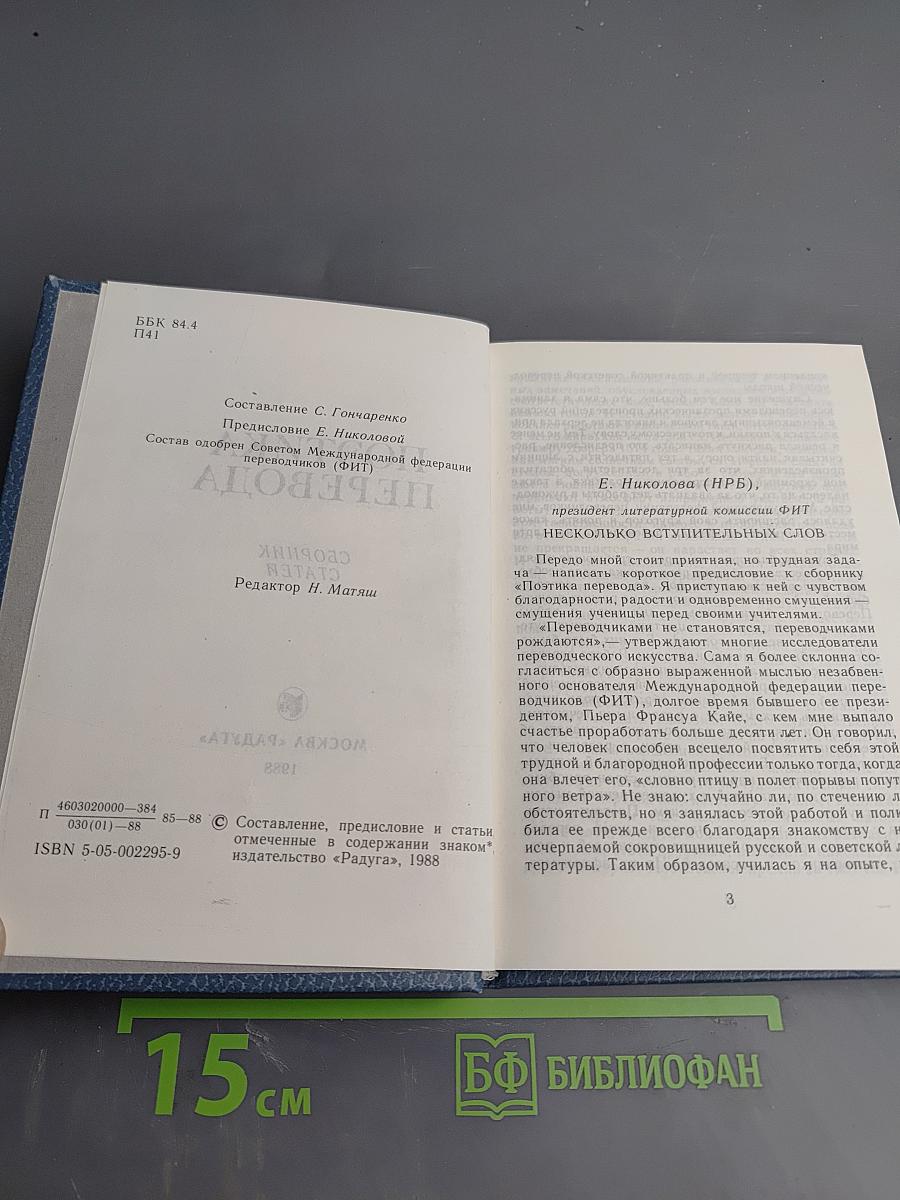 ББК 84.4
П41
Составление С. Гончаренко
Предисловие Е. Николовой
Состав одобрен Советом Международной федерации
переводчиков (ФИТ)
ПЕРЕВОДА
СБОРНИК
СТАТЕЙ
Редактор Н. Матяш
МОСКВА «РАДУГА»
1988
П 4603020000—384
030(01)—88
85—88
© Составление, предисловие и статьи
отмеченные в содержании знаком*
издательство «Радуга», 1988
ISBN 5-05-002295-9
Е. Николова (НРБ),
президент литературной комиссии ФИТ
НЕСКОЛЬКО ВСТУПИТЕЛЬНЫХ СЛОВ
Передо мной стоит приятная, но трудная зада-
ча — написать короткое предисловие к сборнику
«Поэтика перевода». Я приступаю к ней с чувством
благодарности, радости и одновременно смущения —
смущения ученицы перед своими учителями.
«Переводчиками не становятся, переводчиками
рождаются»,— утверждают многие исследователи
переводческого искусства. Сама я более склонна со-
гласиться с образно выраженной мыслью незабвен-
ного основателя Международной федерации пере-
водчиков (ФИТ), долгое время бывшего ее прези-
дентом, Пьера Франсуа Кайе, с кем мне выпало
счастье проработать больше десяти лет. Он говорил,
что человек способен всецело посвятить себя этой
трудной и благородной профессии только тогда, когда
она влечет его, «словно птицу в полет порывы попут
ного ветра». Не знаю: случайно ли, по стечению л
обстоятельств, но я занялась этой работой и полю
била ее прежде всего благодаря знакомству с н
исчерпаемой сокровищницей русской и советской л
тературы. Таким образом, училась я на опыте,
3
15 см
БФ БИБЛИОФАН